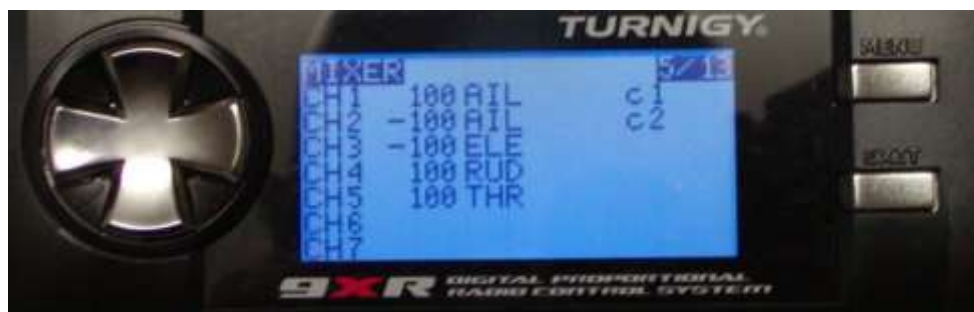 TURNIGY.
MENU
MIXER 5/13
CH1 100 AIL c1
CH2 -100 AIL c2
CH3 -100 ELE
CH4 100 RUD
CH5 100 THR
CH6
CH7
EXIT
9XR DIGITAL PROPORTIONAL
RADIO CONTROL SYSTEM